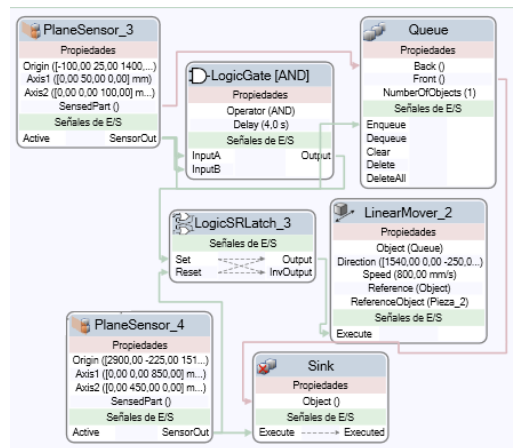 PlaneSensor_3
Propiedades
Origin ([-100,00 25,00 1400,...)
Axis1 ([0,00 50,00 0,00] mm)
Axis2 ([0,00 0,00 100,00] m...)
SensedPart ()
Señales de E/S
Active SensorOut
LogicGate [AND]
Propiedades
Operator (AND)
Delay (4,0 s)
Señales de E/S
InputA Output
InputB
Queue
Propiedades
Back ()
Front ()
NumberOfObjects (1)
Señales de E/S
Enqueue
Dequeue
Clear
Delete
DeleteAll
LogicSRLatch_3
Señales de E/S
Set Output
Reset InvOutput
LinearMover_2
Propiedades
Object (Queue)
Direction ([1540,00 0,00 -250,0...)
Speed (800,00 mm/s)
Reference (Object)
ReferenceObject (Pieza_2)
Señales de E/S
Execute
PlaneSensor_4
Propiedades
Origin ([2900,00 -225,00 151...)
Axis1 ([0,00 0,00 850,00] m...)
Axis2 ([0,00 450,00 0,00] m...)
SensedPart ()
Señales de E/S
Active SensorOut
Sink
Propiedades
Object ()
Señales de E/S
Execute Executed